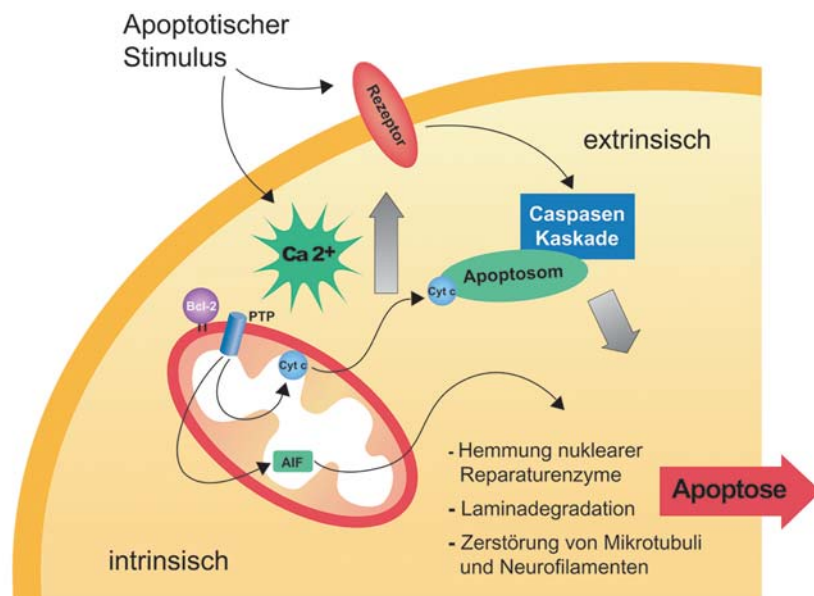 Apoptotischer
Stimulus
Rezeptor
extrinsisch
Ca 2+
Caspasen
Kaskade
Apoptosom
Cyt c
Bcl-2
PTP
Cyt c
AIF
- Hemmung nuklearer
Reparaturenzyme
- Laminadegradation
- Zerstörung von Mikrotubuli
und Neurofilamenten
Apoptose
intrinsisch